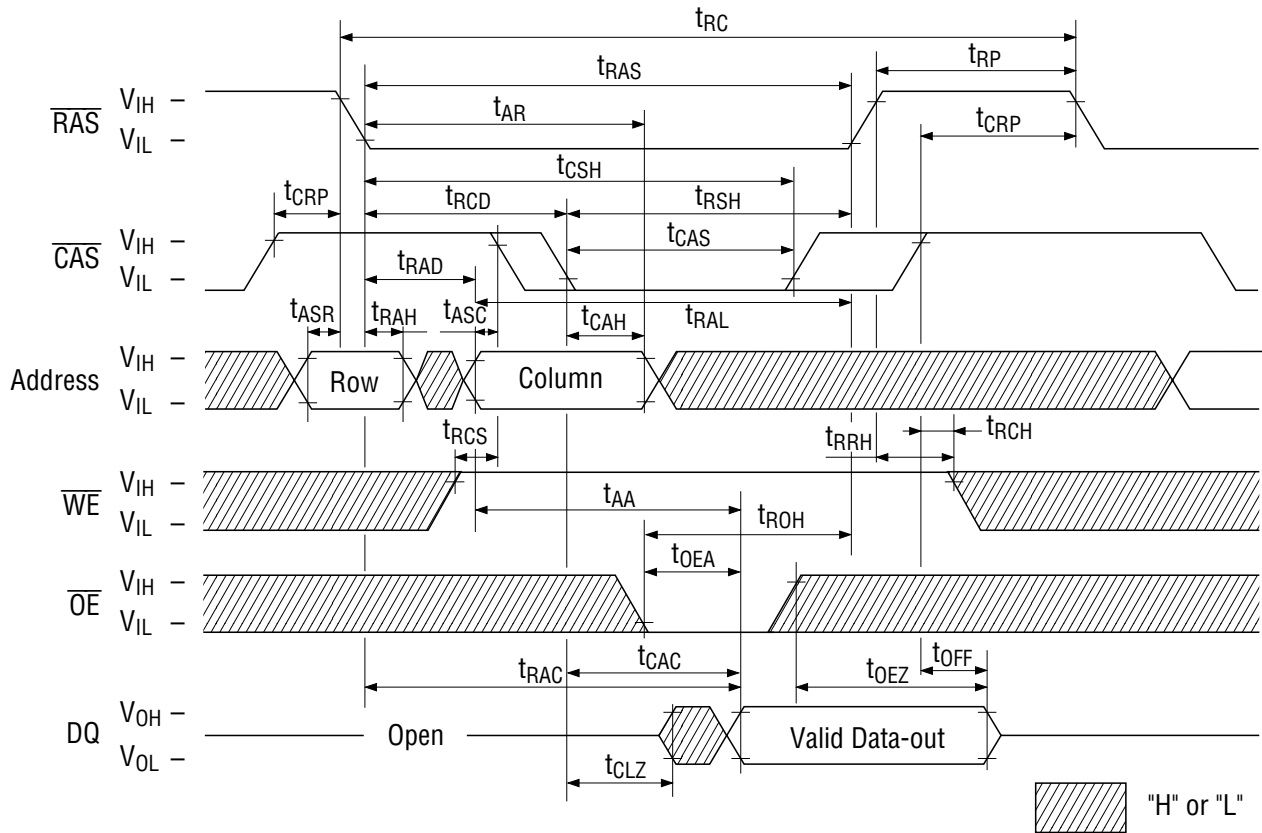 tRC
tRP
tRAS
RAS
VIH
VIL
tAR
tCRP
tCSH
tCRP
tRCD
tRSH
CAS
VIH
VIL
tCAS
tRAD
tRAL
tASR
tRAH
tASC
tCAH
Address
VIH
VIL
Row
Column
tRCS
tRRH
tRCH
WE
VIH
VIL
tAA
tROH
tOEA
OE
VIH
VIL
tRAC
tCAC
tOEZ
tOFF
DQ
VOH
VOL
Open
Valid Data-out
tCLZ
"H" or "L"